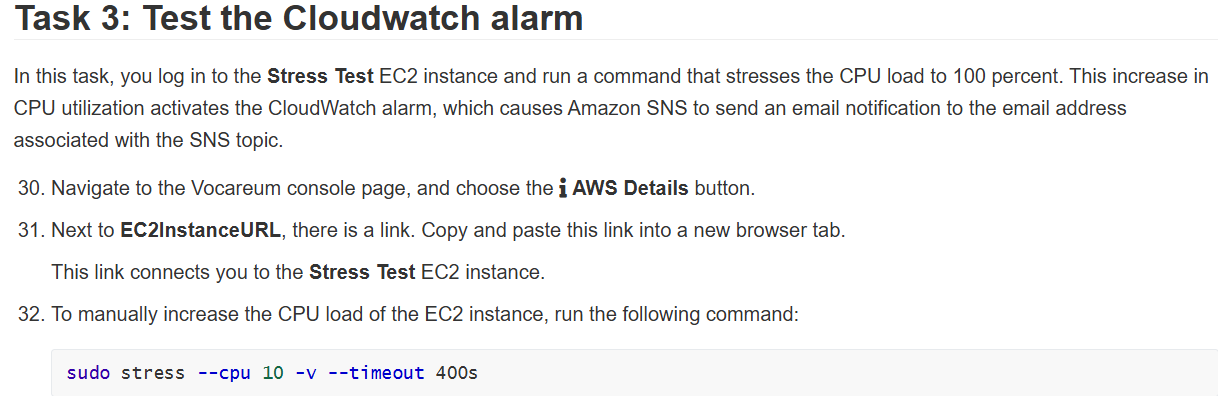 Task 3: Test the Cloudwatch alarm
In this task, you log in to the Stress Test EC2 instance and run a command that stresses the CPU load to 100 percent. This increase in
CPU utilization activates the CloudWatch alarm, which causes Amazon SNS to send an email notification to the email address
associated with the SNS topic.
30. Navigate to the Vocareum console page, and choose the i AWS Details button.
31. Next to EC2InstanceURL, there is a link. Copy and paste this link into a new browser tab.
This link connects you to the Stress Test EC2 instance.
32. To manually increase the CPU load of the EC2 instance, run the following command:
sudo stress --cpu 10 -v --timeout 400s